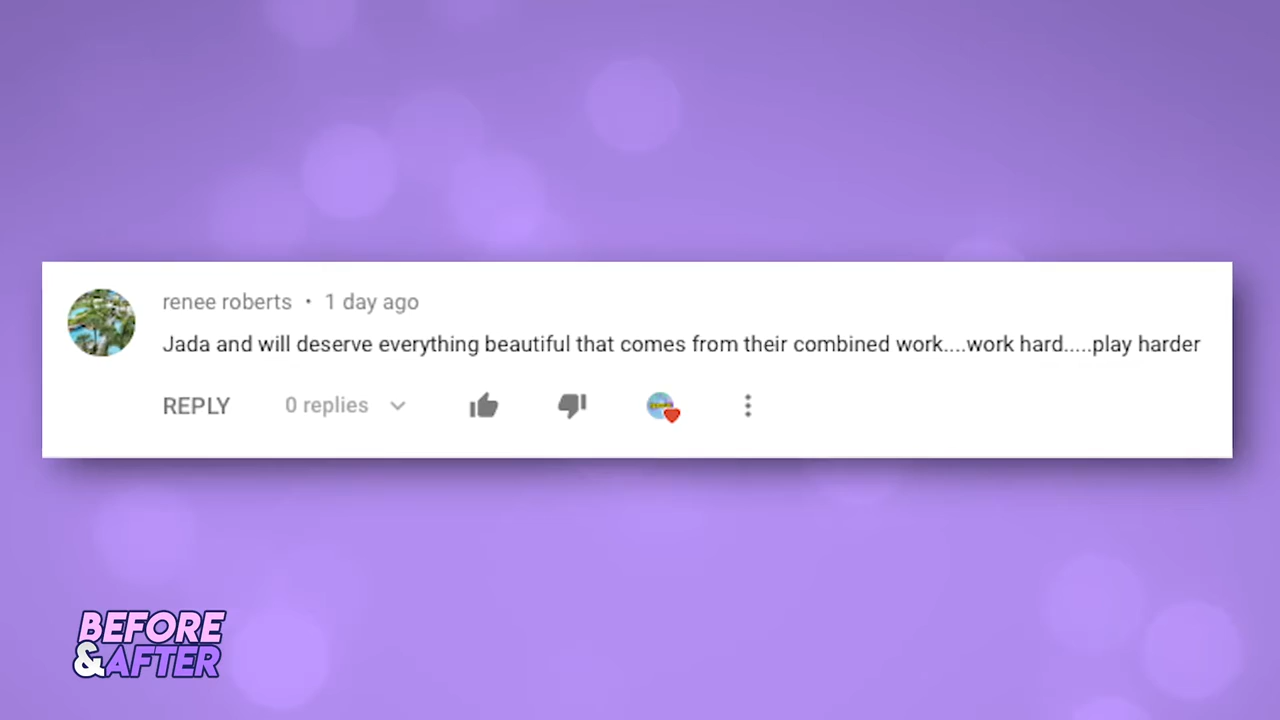 renee roberts • 1 day ago
Jada and will deserve everything beautiful that comes from their combined work....work hard.....play harder
REPLY 0 replies
BEFORE
&AFTER